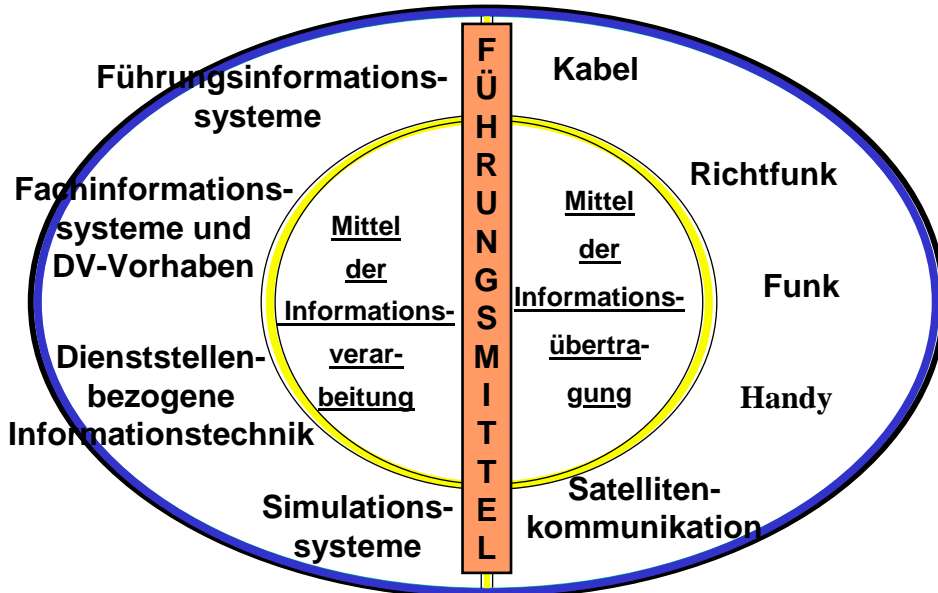 FÜHRUNGSMITTEL
Führungsinformations-
systeme
Fachinformations-
systeme und
DV-Vorhaben
Dienststellen-
bezogene
Informationstechnik
Simulations-
systeme
Mittel
der
Informations-
verar-
beitung
Mittel
der
Informations-
übertra-
gung
Kabel
Richtfunk
Funk
Handy
Satelliten-
kommunikation